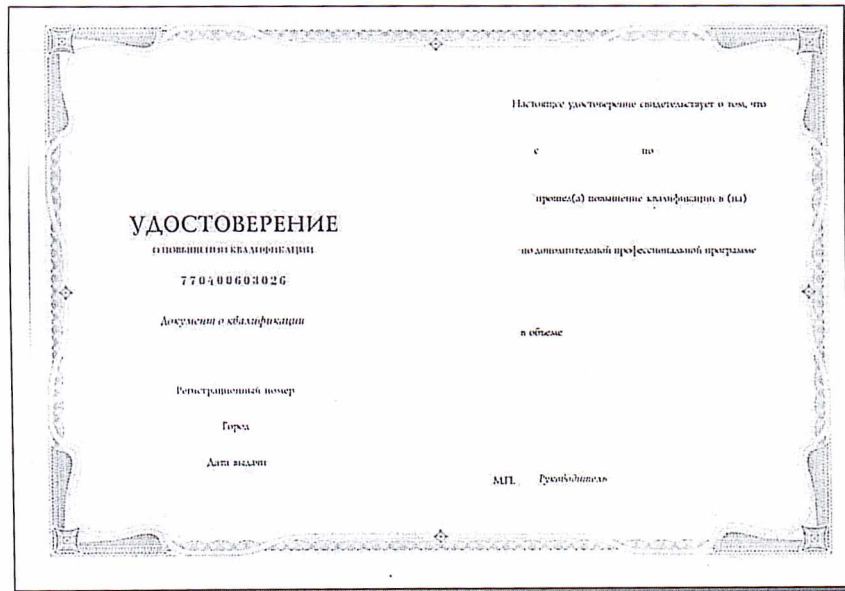 УДОСТОВЕРЕНИЕ
О ПОВЫШЕНИИ КВАЛИФИКАЦИИ
770400603026
Документ о квалификации
Регистрационный номер
Город
Дата выдачи
Настоящее удостоверение свидетельствует о том, что
с по
прошел(а) повышение квалификации в (на)
по дополнительной профессиональной программе
в объеме
М.П. Руководитель